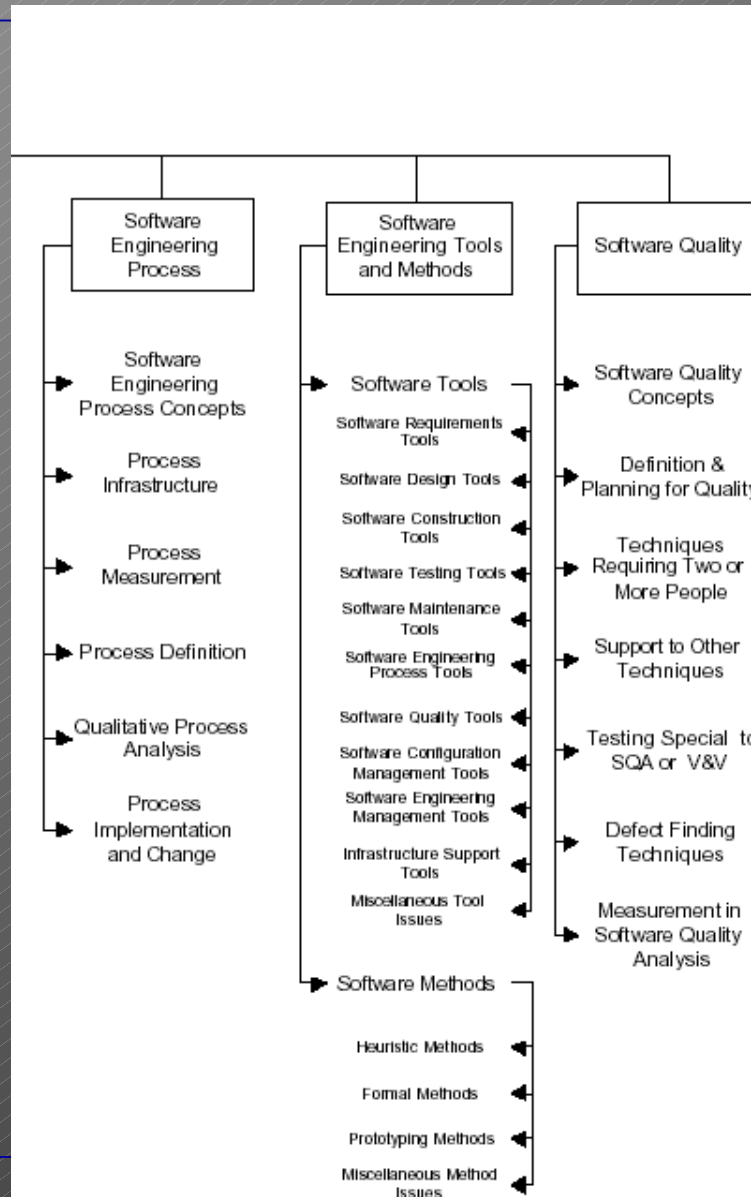 Software
Engineering
Process
Software
Engineering
Process Concepts
Process
Infrastructure
Process
Measurement
Process Definition
Qualitative Process
Analysis
Process
Implementation
and Change
Software
Engineering Tools
and Methods
Software Tools
Software Requirements
Tools
Software Design Tools
Software Construction
Tools
Software Testing Tools
Software Maintenance
Tools
Software Engineering
Process Tools
Software Quality Tools
Software Configuration
Management Tools
Software Engineering
Management Tools
Infrastructure Support
Tools
Miscellaneous Tool
Issues
Software Methods
Heuristic Methods
Formal Methods
Prototyping Methods
Miscellaneous Method
Issues
Software Quality
Software Quality
Concepts
Definition &
Planning for Quality
Techniques
Requiring Two or
More People
Support to Other
Techniques
Testing Special to
SQA or V&V
Defect Finding
Techniques
Measurement in
Software Quality
Analysis